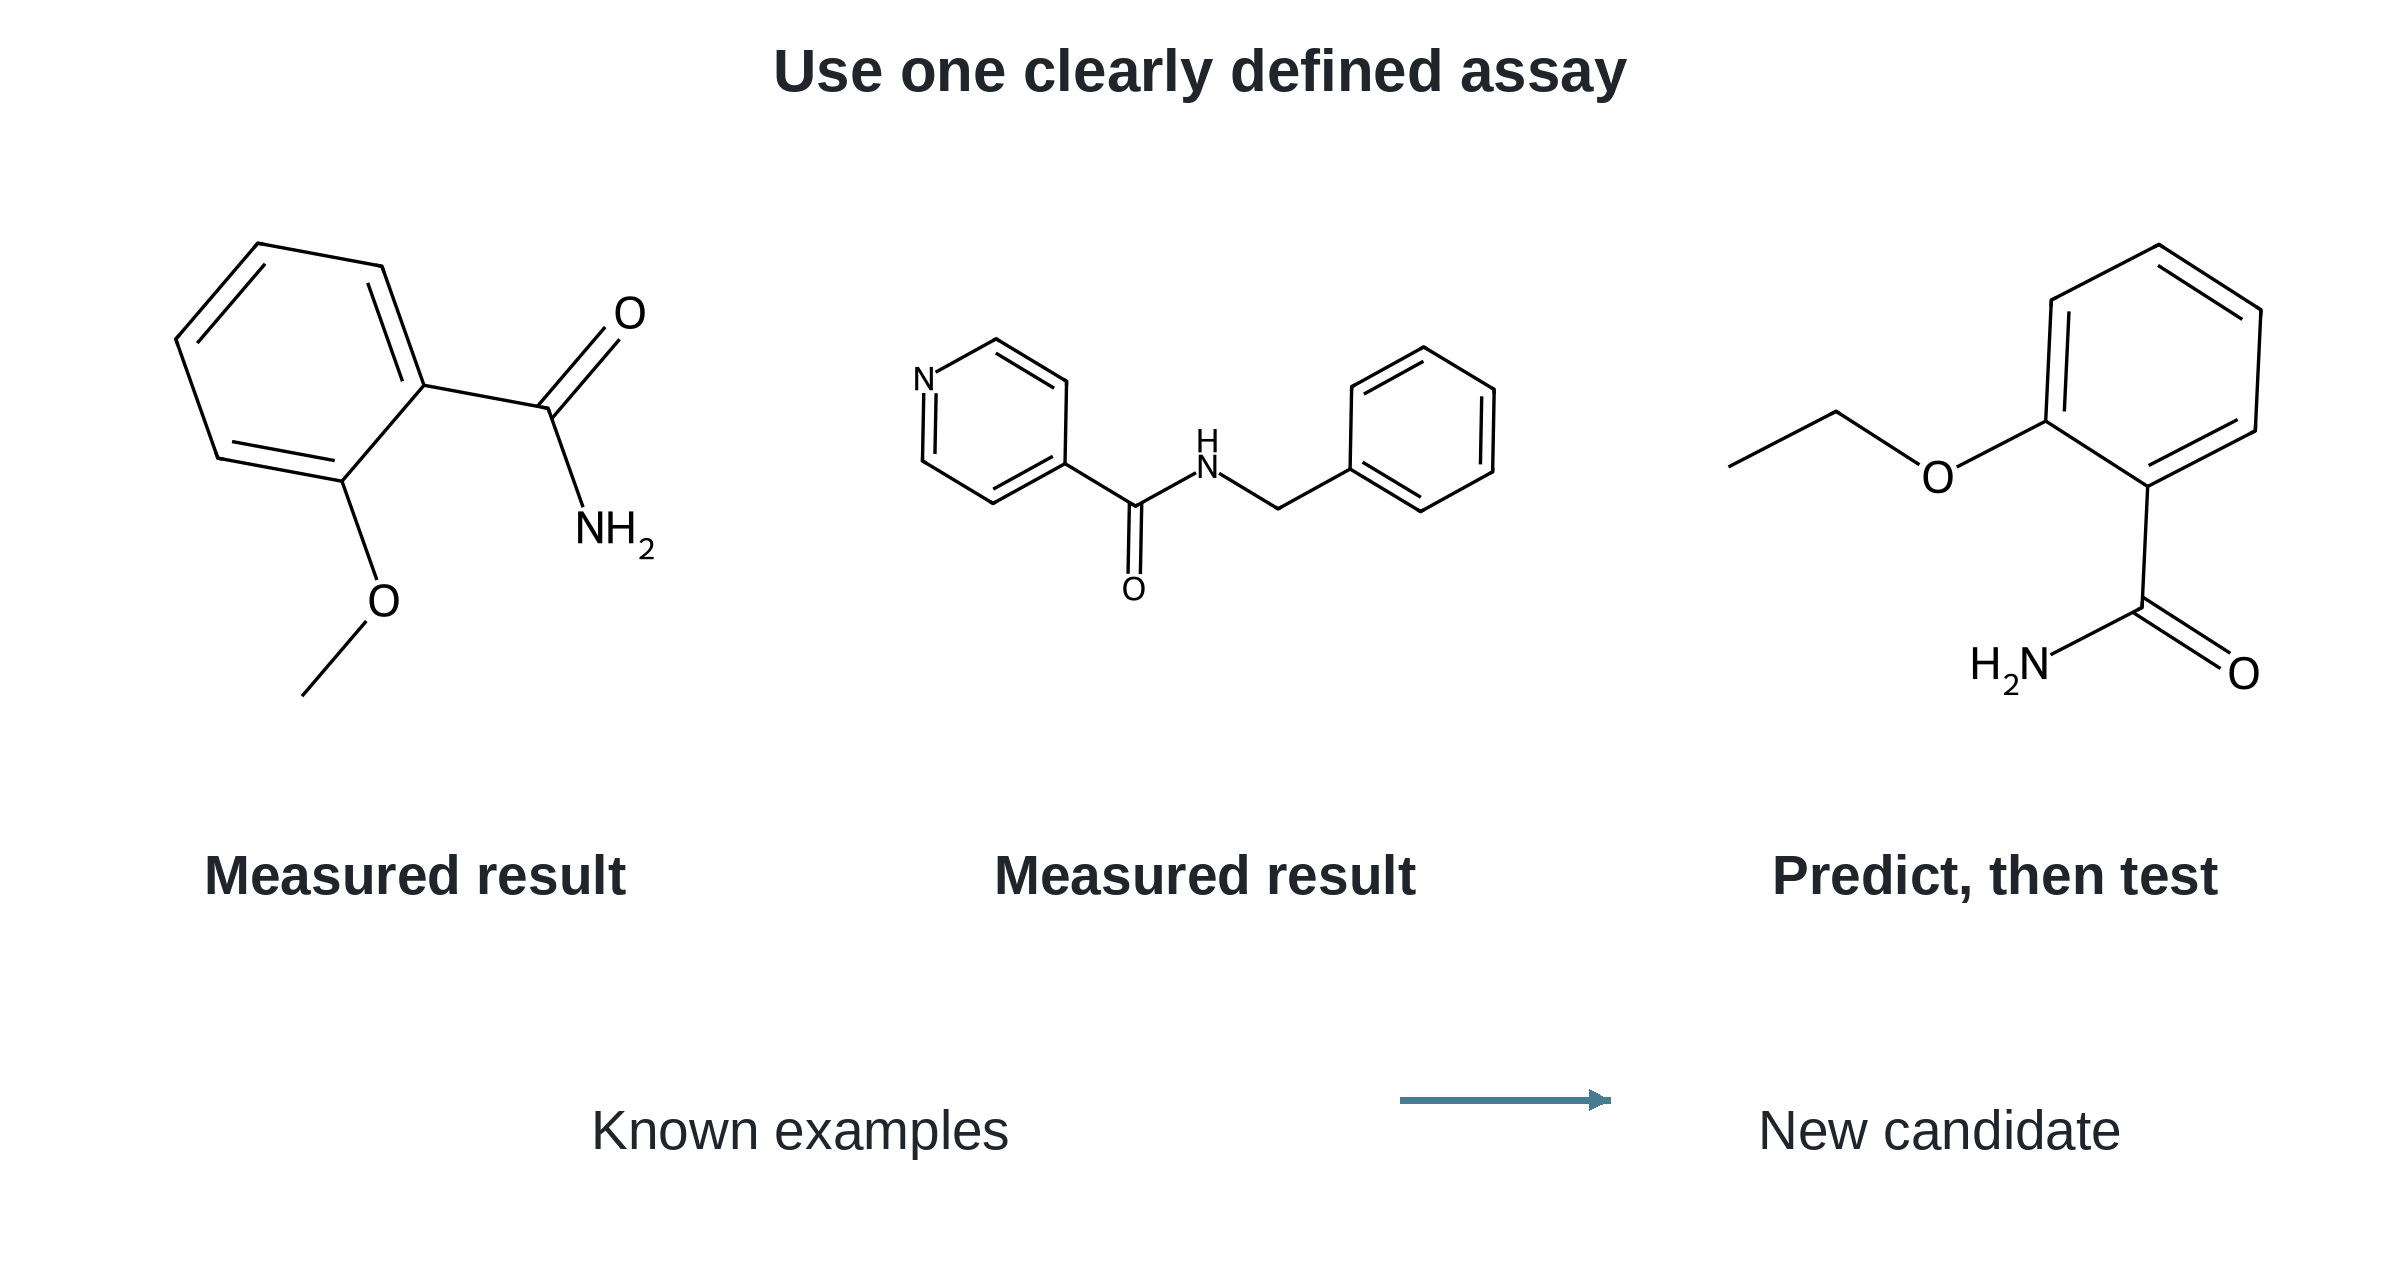 Use one clearly defined assay
O
NH2
O
N
H
N
O
O
H2N
O
Measured result
Measured result
Predict, then test
Known examples
New candidate